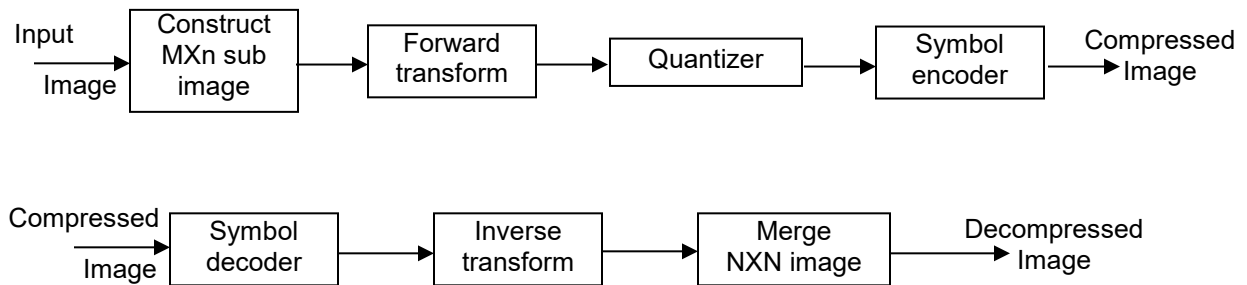 Input
Image
Construct
MXn sub
image
Forward
transform
Quantizer
Symbol
encoder
Compressed
Image
Compressed
Image
Symbol
decoder
Inverse
transform
Merge
NXN image
Decompressed
Image